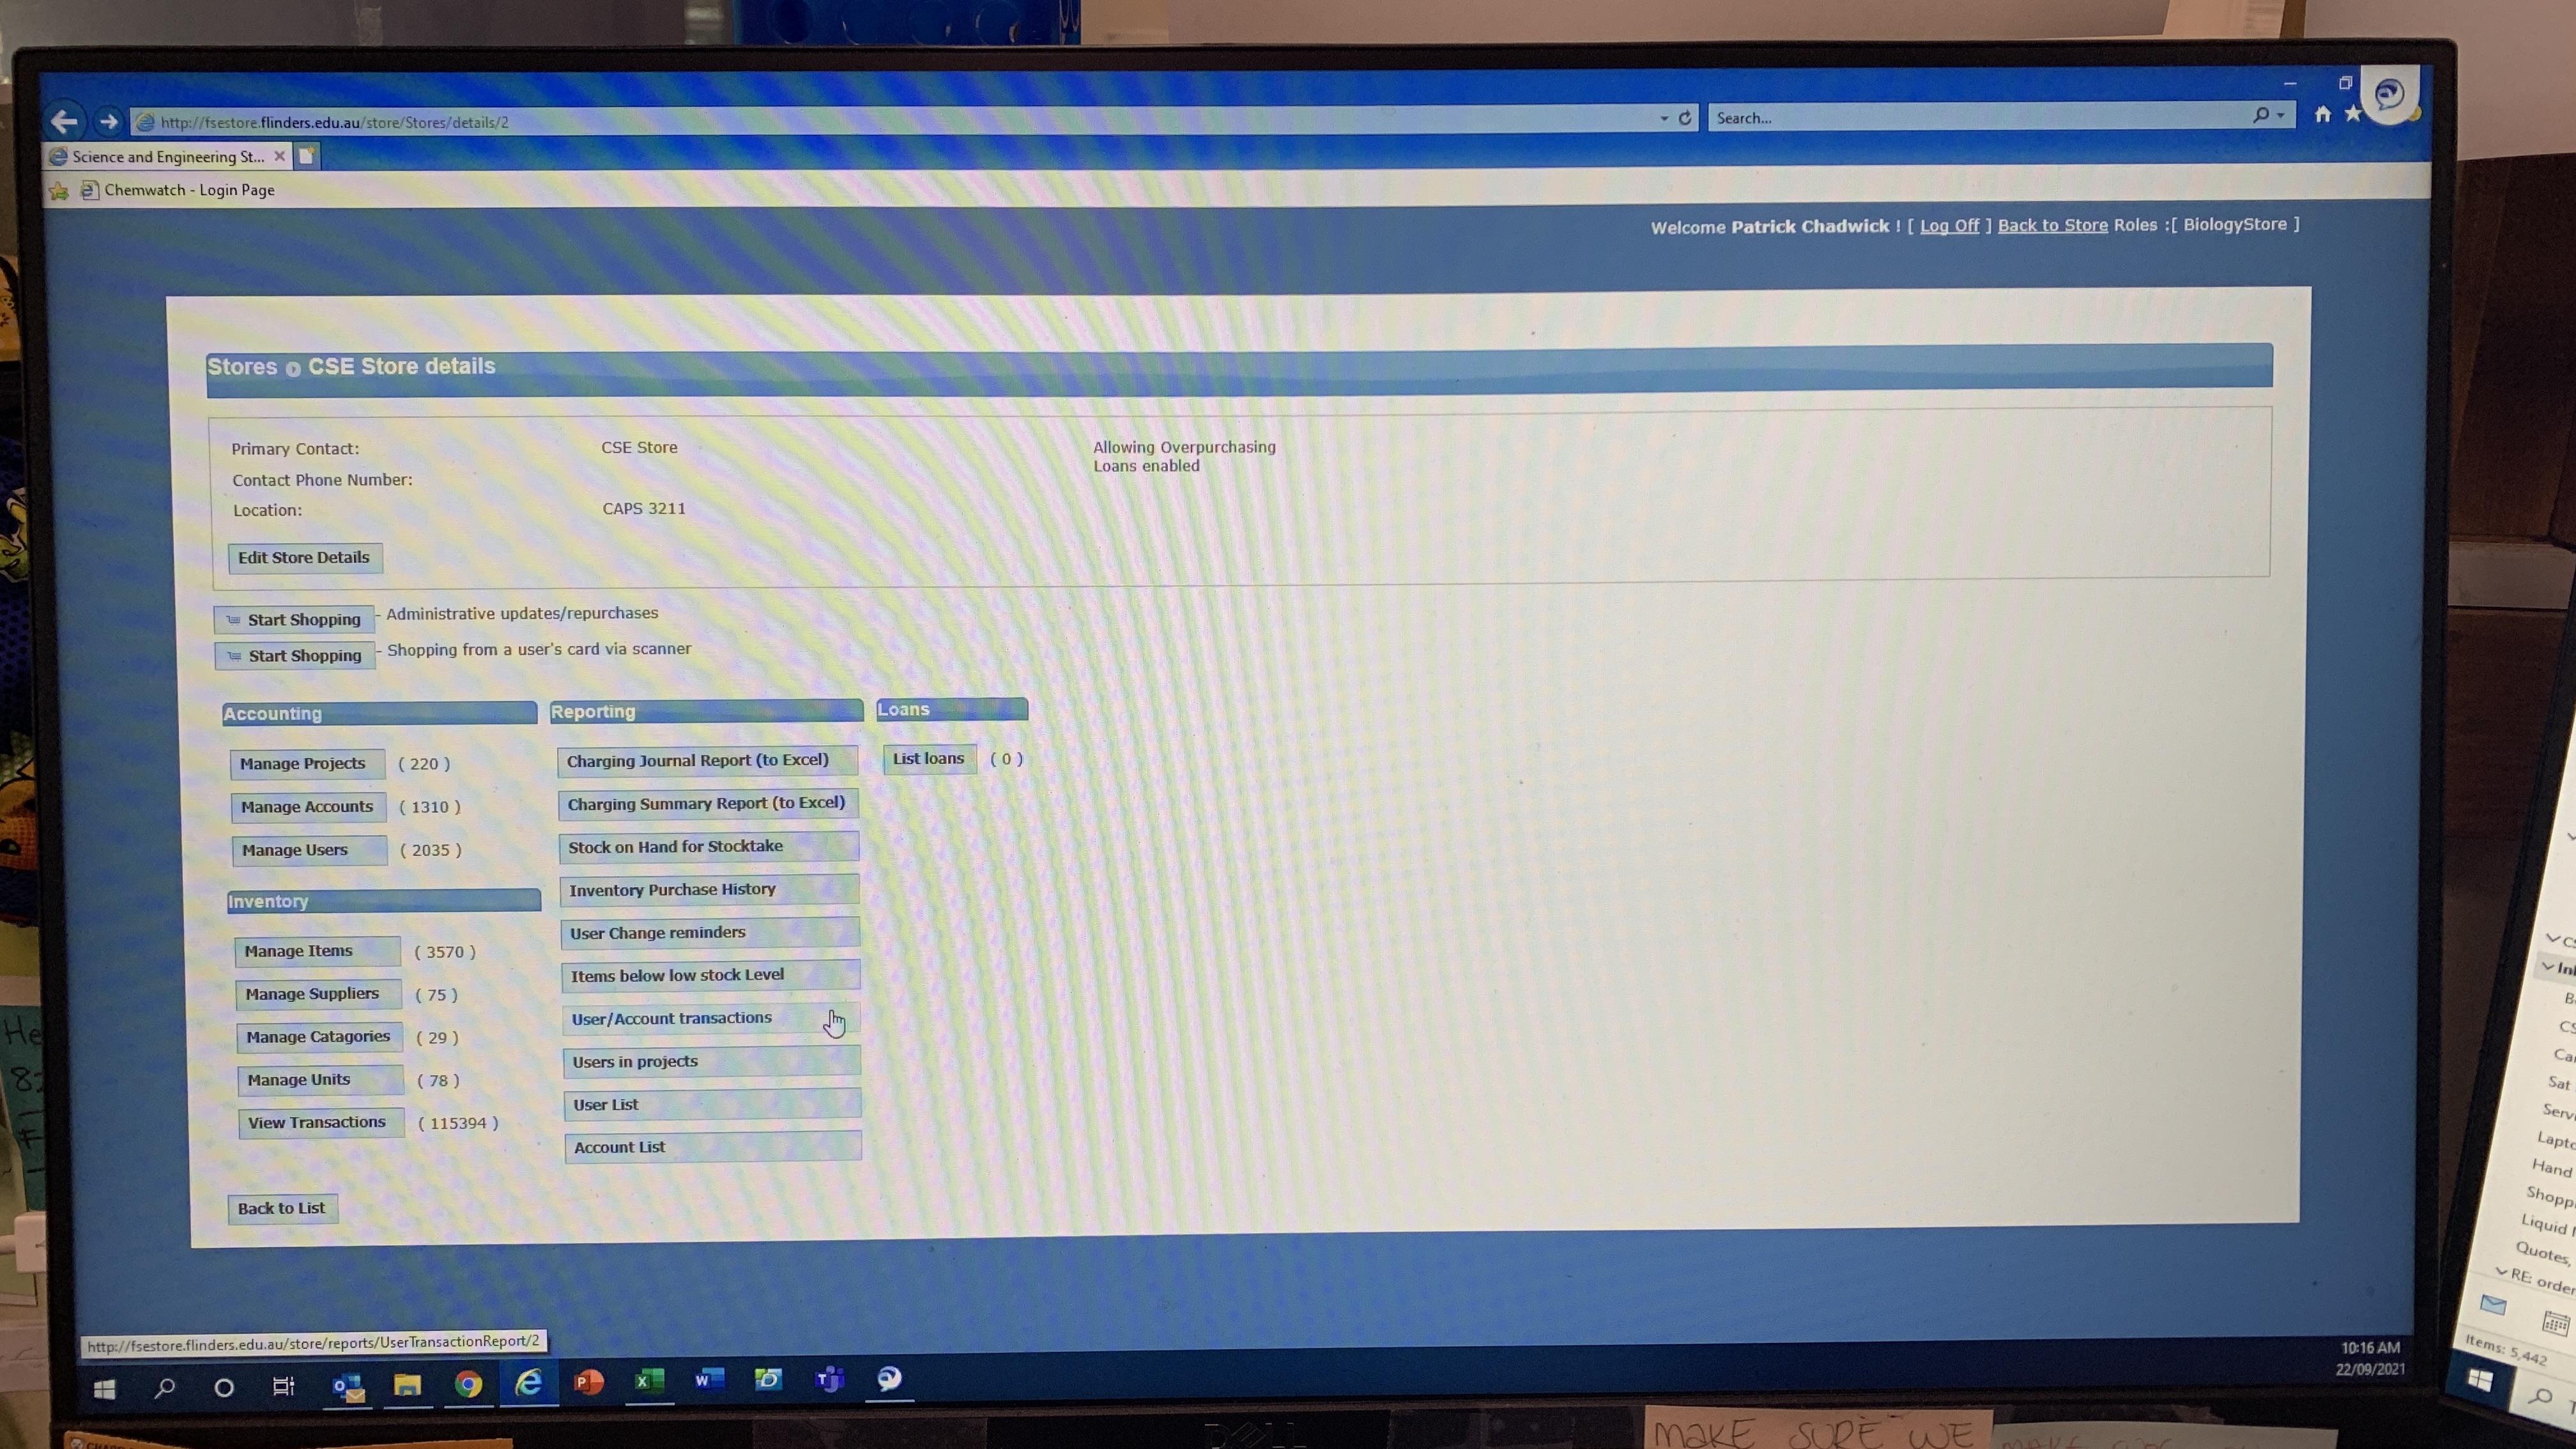 http://fsestore.flinders.edu.au/store/Stores/details/2
Search...
Science and Engineering St...
Chemwatch - Login Page
Welcome Patrick Chadwick ! [ Log Off ] Back to Store Roles :[ BiologyStore ]
Stores CSE Store details
Primary Contact: CSE Store Allowing Overpurchasing
Loans enabled
Contact Phone Number:
Location: CAPS 3211
Edit Store Details
Start Shopping - Administrative updates/repurchases
Start Shopping - Shopping from a user's card via scanner
Accounting
Manage Projects ( 220 )
Manage Accounts ( 1310 )
Manage Users ( 2035 )
Inventory
Manage Items ( 3570 )
Manage Suppliers ( 75 )
Manage Catagories ( 29 )
Manage Units ( 78 )
View Transactions ( 115394 )
Reporting
Charging Journal Report (to Excel)
Charging Summary Report (to Excel)
Stock on Hand for Stocktake
Inventory Purchase History
User Change reminders
Items below low stock Level
User/Account transactions
Users in projects
User List
Account List
Loans
List loans ( 0 )
Back to List
http://fsestore.flinders.edu.au/store/reports/UserTransactionReport/2
10:16 AM
22/09/2021
DELL
MAKE SURE WE
Sat
Hand
Liquid
Quotes,
RE: order
Items: 5,442